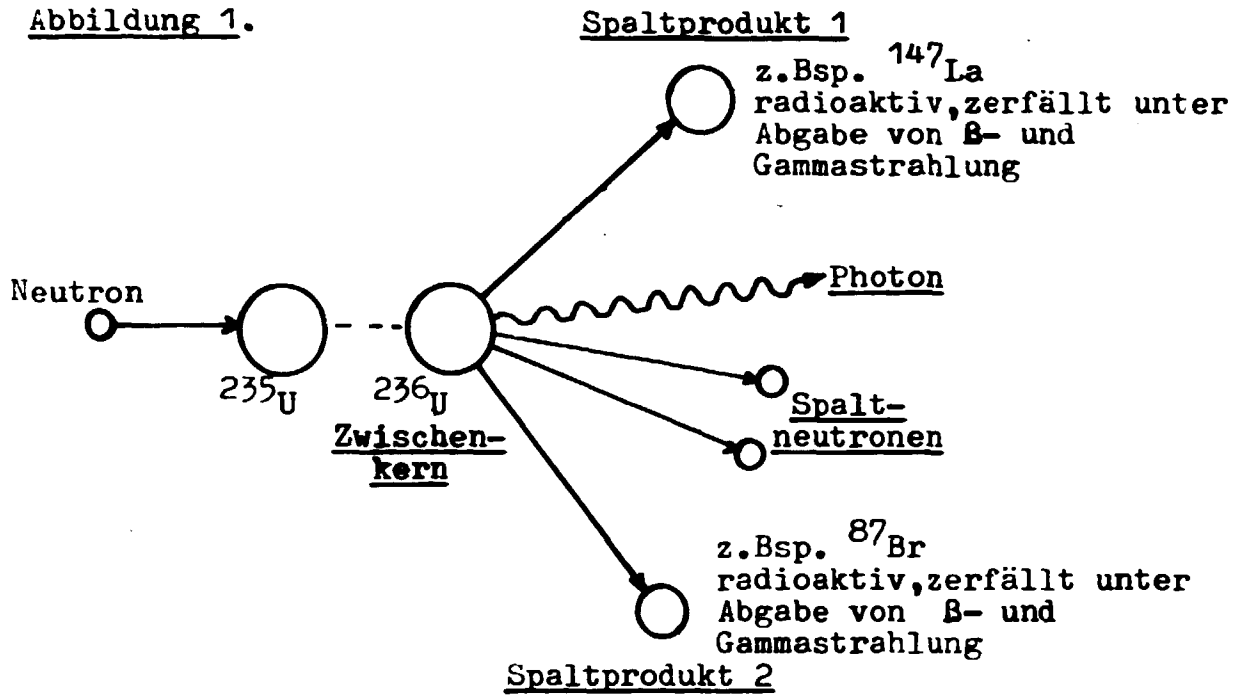 Abbildung 1.
Spaltprodukt 1
z.Bsp. ¹⁴⁷La
radioaktiv,zerfällt unter
Abgabe von ß- und
Gammastrahlung
Neutron
²³⁵U
²³⁶U
Zwischen-
kern
Photon
Spalt-
neutronen
z.Bsp. ⁸⁷Br
radioaktiv,zerfällt unter
Abgabe von ß- und
Gammastrahlung
Spaltprodukt 2